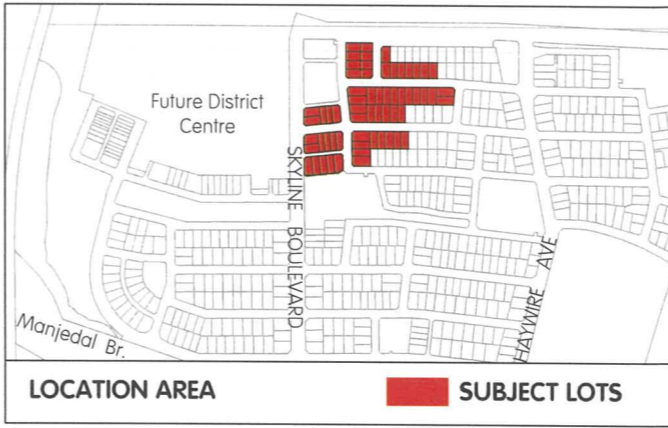 Future District
Centre
SKYLINE BOULEVARD
HAYWIRE AVE
Manjedal Br.
LOCATION AREA
SUBJECT LOTS